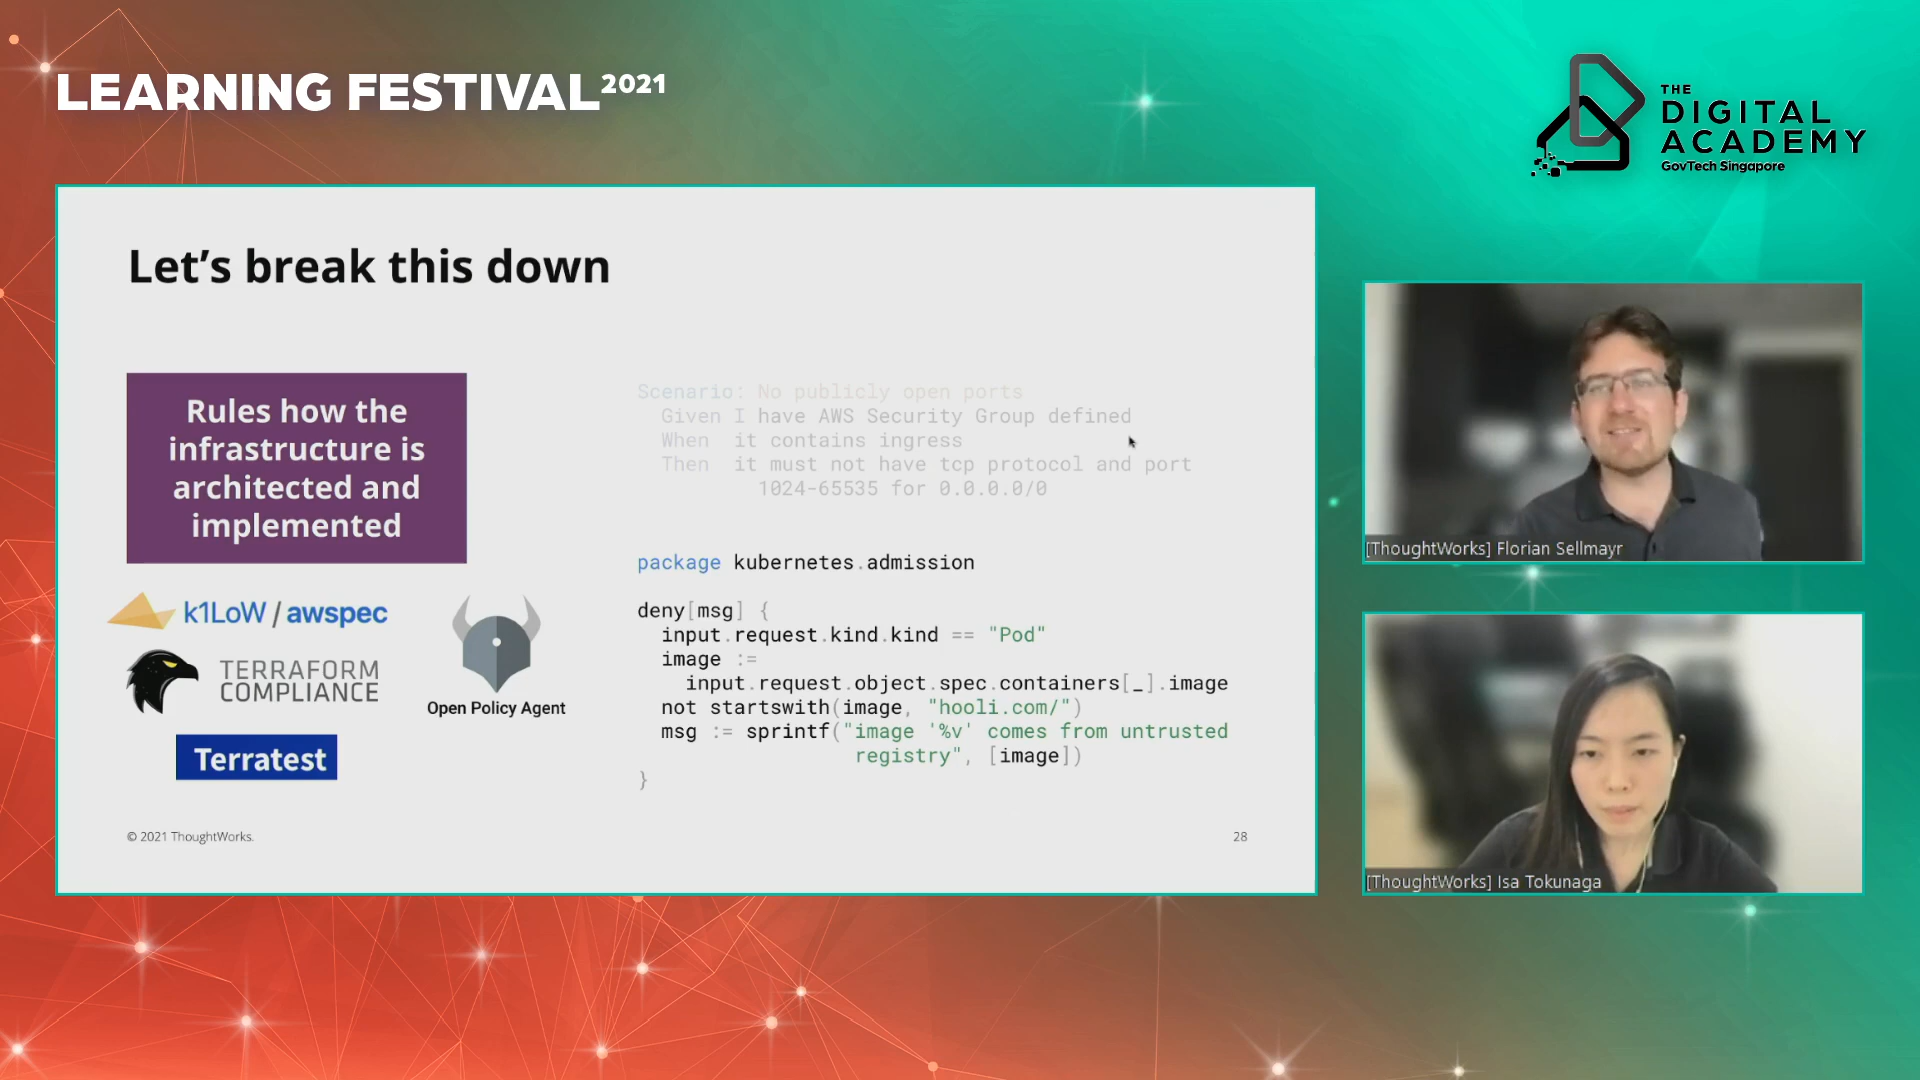 LEARNING FESTIVAL 2021
THE
DIGITAL
ACADEMY
GovTech Singapore
Let's break this down
Rules how the
infrastructure is
architected and
implemented
k1LoW / awspec
TERRAFORM
COMPLIANCE
Open Policy Agent
Terratest
Scenario: No publicly open ports
Given I have AWS Security Group defined
When it contains ingress
Then it must not have tcp protocol and port
1024-65535 for 0.0.0.0/0
package kubernetes.admission
deny[msg] {
input.request.kind.kind == "Pod"
image :=
input.request.object.spec.containers[_].image
not startswith(image, "hooli.com/")
msg := sprintf("image '%v' comes from untrusted
registry", [image])
}
© 2021 ThoughtWorks.
28
[ThoughtWorks] Florian Sellmayr
[ThoughtWorks] Isa Tokunaga